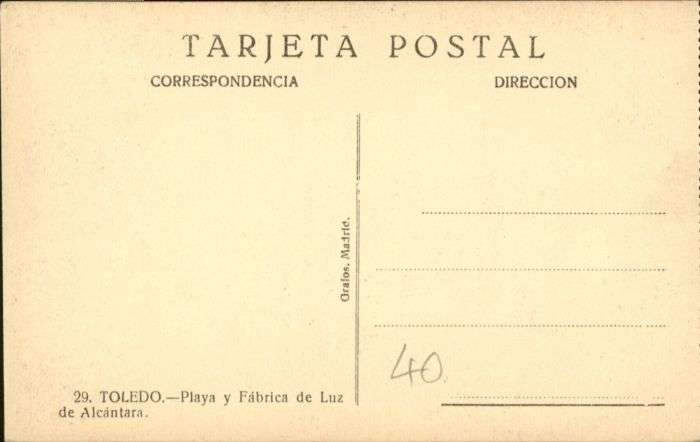 TARJETA POSTAL
CORRESPONDENCIA
DIRECCION
Grafos. Madrid.
40
29. TOLEDO.—Playa y Fábrica de Luz
de Alcántara.